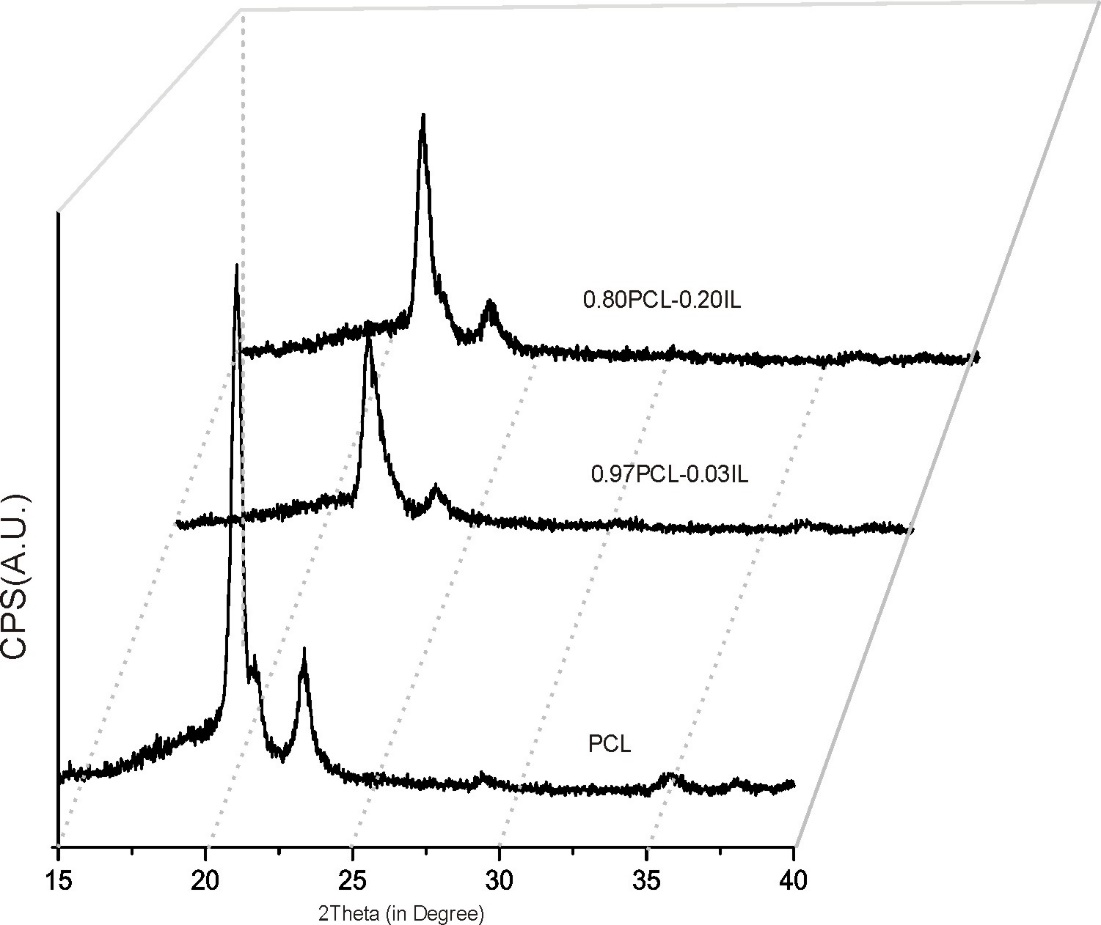 0.80PCL-0.20IL
0.97PCL-0.03IL
CPS(A.U.)
PCL
15 20 25 30 35 40
2Theta (in Degree)